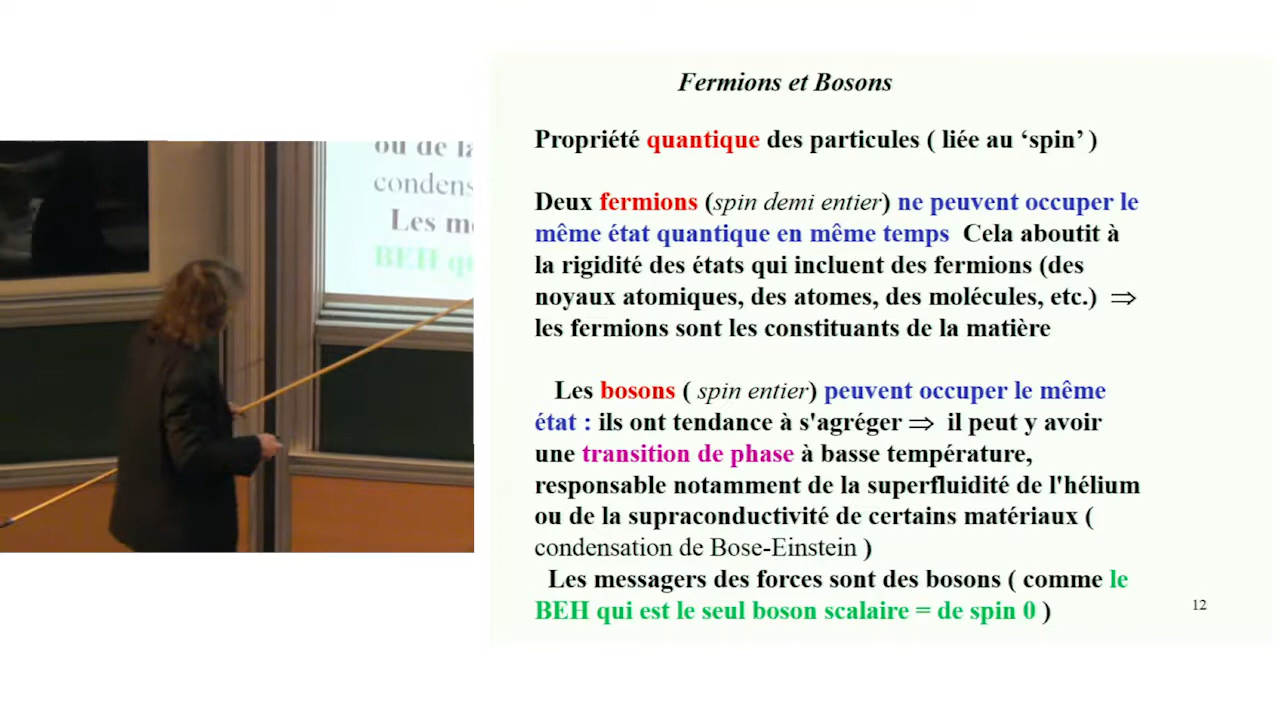 Fermions et Bosons
Propriété quantique des particules ( liée au ‘spin’ )
Deux fermions (spin demi entier) ne peuvent occuper le
même état quantique en même temps Cela aboutit à
la rigidité des états qui incluent des fermions (des
noyaux atomiques, des atomes, des molécules, etc.) ⇒
les fermions sont les constituants de la matière
Les bosons ( spin entier) peuvent occuper le même
état : ils ont tendance à s'agréger ⇒ il peut y avoir
une transition de phase à basse température,
responsable notamment de la superfluidité de l'hélium
ou de la supraconductivité de certains matériaux (
condensation de Bose-Einstein )
Les messagers des forces sont des bosons ( comme le
BEH qui est le seul boson scalaire = de spin 0 )
12
ou de la
condens
Les m
BEH qu